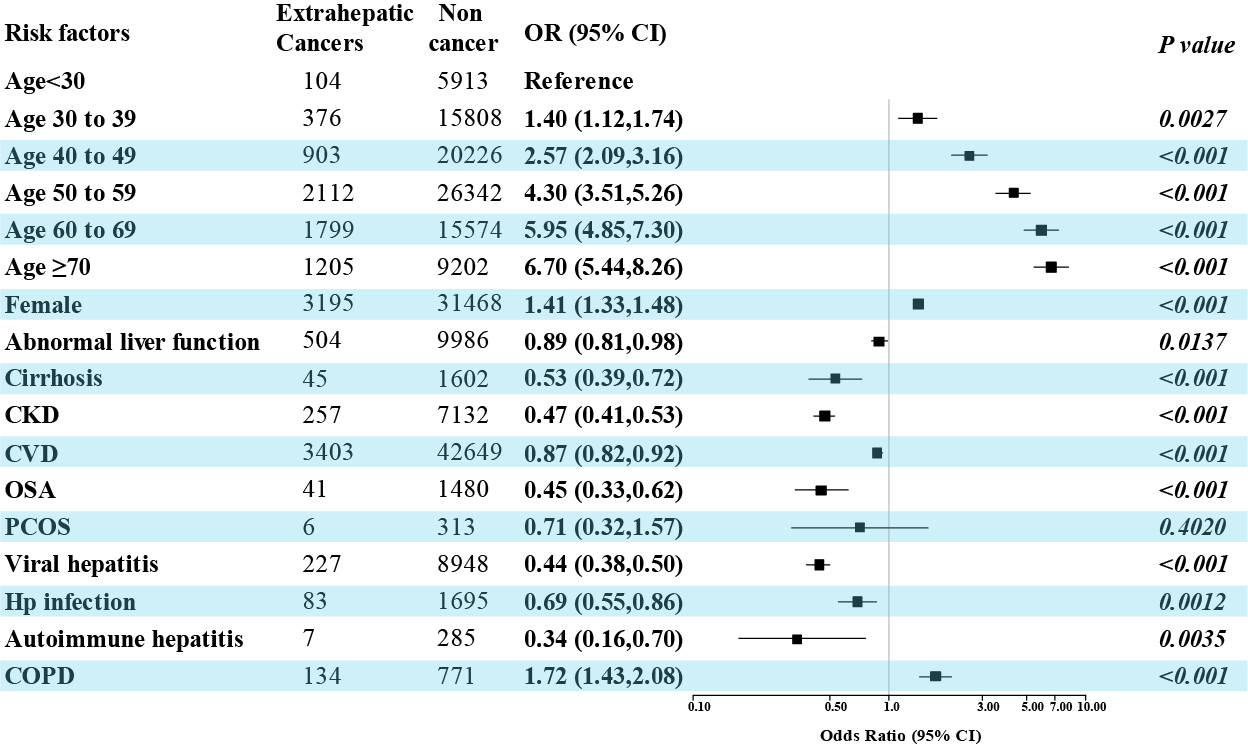 Risk factors Extrahepatic Cancers Non cancer OR (95% CI) P value
Age<30 104 5913 Reference
Age 30 to 39 376 15808 1.40 (1.12,1.74) 0.0027
Age 40 to 49 903 20226 2.57 (2.09,3.16) <0.001
Age 50 to 59 2112 26342 4.30 (3.51,5.26) <0.001
Age 60 to 69 1799 15574 5.95 (4.85,7.30) <0.001
Age ≥70 1205 9202 6.70 (5.44,8.26) <0.001
Female 3195 31468 1.41 (1.33,1.48) <0.001
Abnormal liver function 504 9986 0.89 (0.81,0.98) 0.0137
Cirrhosis 45 1602 0.53 (0.39,0.72) <0.001
CKD 257 7132 0.47 (0.41,0.53) <0.001
CVD 3403 42649 0.87 (0.82,0.92) <0.001
OSA 41 1480 0.45 (0.33,0.62) <0.001
PCOS 6 313 0.71 (0.32,1.57) 0.4020
Viral hepatitis 227 8948 0.44 (0.38,0.50) <0.001
Hp infection 83 1695 0.69 (0.55,0.86) 0.0012
Autoimmune hepatitis 7 285 0.34 (0.16,0.70) 0.0035
COPD 134 771 1.72 (1.43,2.08) <0.001
0.10 0.50 1.0 3.00 5.00 7.00 10.00
Odds Ratio (95% CI)